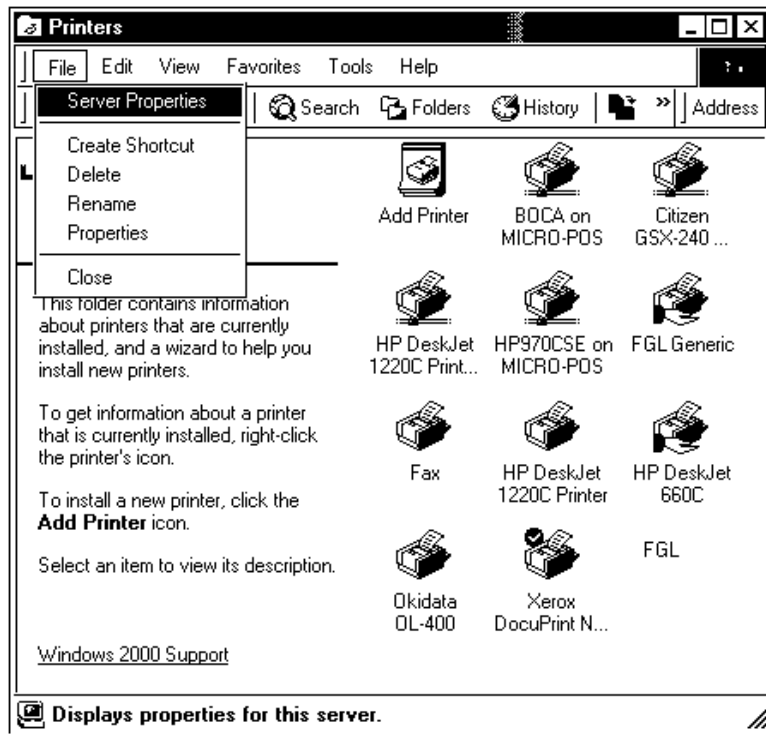 Printers
File Edit View Favorites Tools Help
Server Properties
Search Folders History » Address
Create Shortcut
Delete
Rename
Properties
Close
This folder contains information
about printers that are currently
installed, and a wizard to help you
install new printers.
To get information about a printer
that is currently installed, right-click
the printer's icon.
To install a new printer, click the
Add Printer icon.
Select an item to view its description.
Windows 2000 Support
Add Printer
BOCA on
MICRO-POS
Citizen
GSX-240 ...
HP DeskJet
1220C Print...
HP970CSE on
MICRO-POS
FGL Generic
Fax
HP DeskJet
1220C Printer
HP DeskJet
660C
Okidata
OL-400
Xerox
DocuPrint N...
FGL
Displays properties for this server.